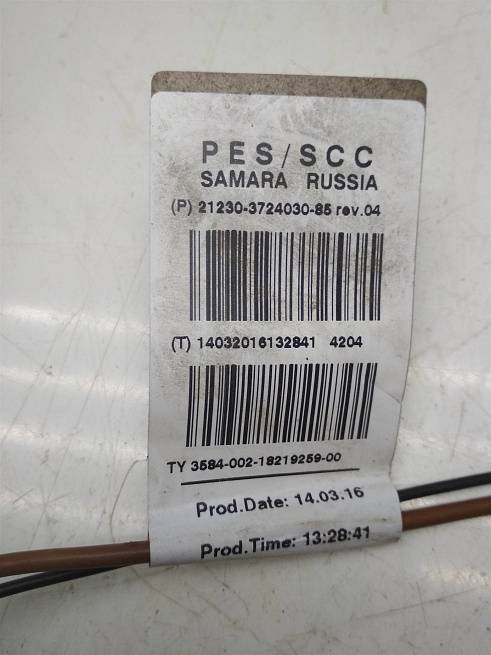 PES/SCC
SAMARA RUSSIA
(P) 21230-3724030-85 rev.04
(T) 14032016132841 4204
TY 3584-002-18219259-00
Prod.Date: 14.03.16
Prod.Time: 13:28:41